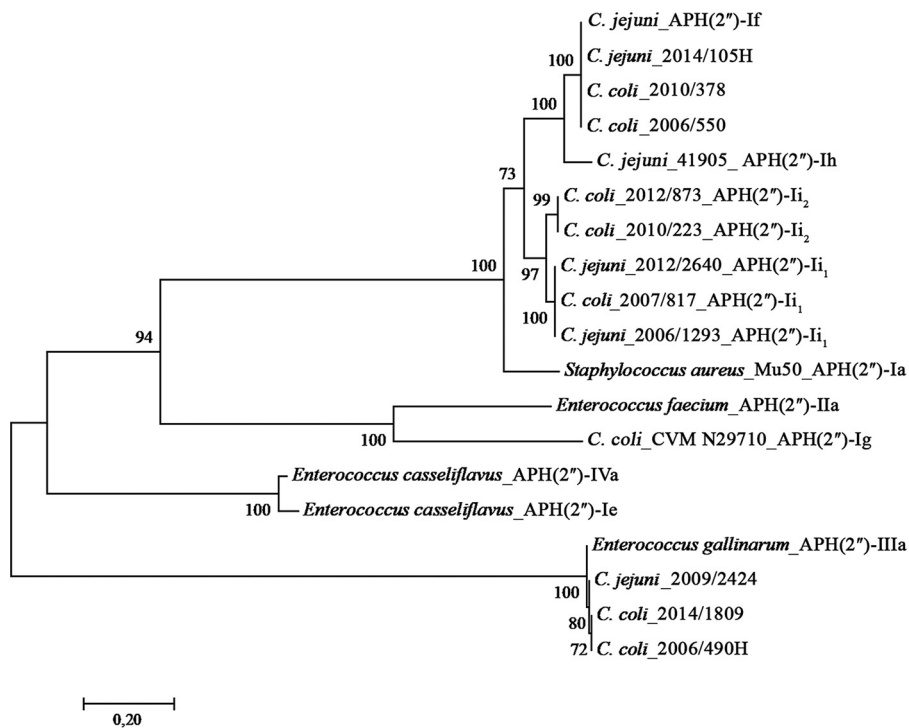 C. jejuni_APH(2″)-If
100
C. jejuni_2014/105H
C. coli_2010/378
100
C. coli_2006/550
C. jejuni_41905_ APH(2″)-Ih
73
C. coli_2012/873_APH(2″)-Ii₂
99
C. coli_2010/223_APH(2″)-Ii₂
100
97
C. jejuni_2012/2640_APH(2″)-Ii₁
C. coli_2007/817_APH(2″)-Ii₁
100
C. jejuni_2006/1293_APH(2″)-Ii₁
94
Staphylococcus aureus_Mu50_APH(2″)-Ia
Enterococcus faecium_APH(2″)-IIa
100
C. coli_CVM N29710_APH(2″)-Ig
Enterococcus casseliflavus_APH(2″)-IVa
100
Enterococcus casseliflavus_APH(2″)-Ie
Enterococcus gallinarum_APH(2″)-IIIa
C. jejuni_2009/2424
100
C. coli_2014/1809
80
C. coli_2006/490H
72
0,20